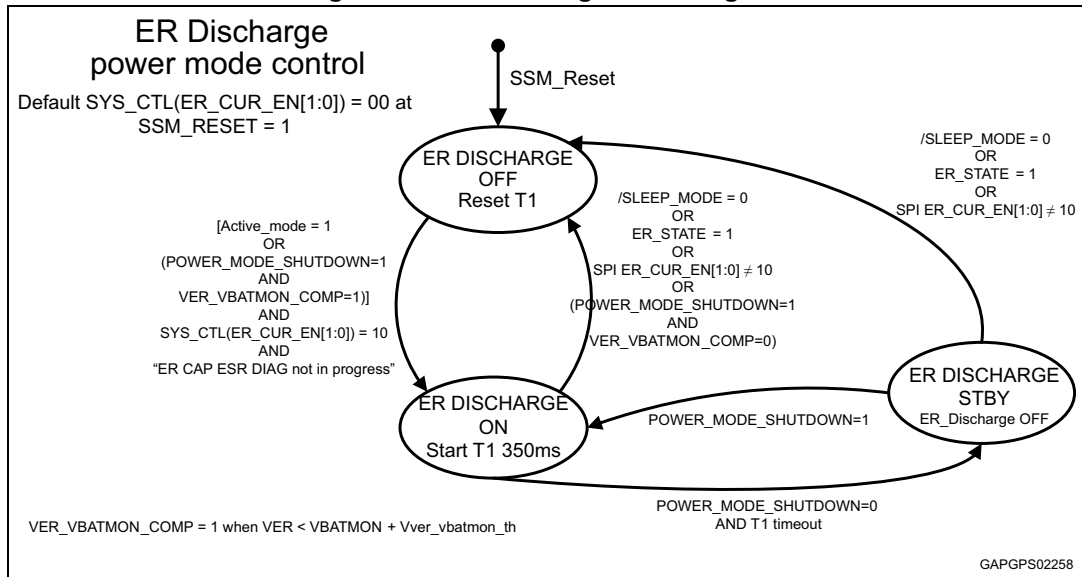 ER Discharge
power mode control
Default SYS_CTL(ER_CUR_EN[1:0]) = 00 at
SSM_RESET = 1
SSM_Reset
ER DISCHARGE
OFF
Reset T1
/SLEEP_MODE = 0
OR
ER_STATE = 1
OR
SPI ER_CUR_EN[1:0] ≠ 10
[Active_mode = 1
OR
(POWER_MODE_SHUTDOWN=1
AND
VER_VBATMON_COMP=1)]
AND
SYS_CTL(ER_CUR_EN[1:0]) = 10
AND
“ER CAP ESR DIAG not in progress”
/SLEEP_MODE = 0
OR
ER_STATE = 1
OR
SPI ER_CUR_EN[1:0] ≠ 10
OR
(POWER_MODE_SHUTDOWN=1
AND
VER_VBATMON_COMP=0)
ER DISCHARGE
STBY
ER_Discharge OFF
ER DISCHARGE
ON
Start T1 350ms
POWER_MODE_SHUTDOWN=1
POWER_MODE_SHUTDOWN=0
AND T1 timeout
VER_VBATMON_COMP = 1 when VER < VBATMON + Vver_vbatmon_th
GAPGPS02258